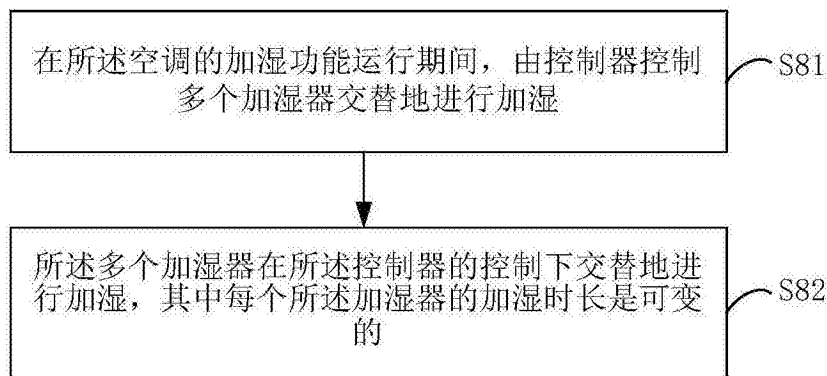 在所述空调的加湿功能运行期间，由控制器控制
多个加湿器交替地进行加湿
S81
所述多个加湿器在所述控制器的控制下交替地进
行加湿，其中每个所述加湿器的加湿时长是可变
的
S82